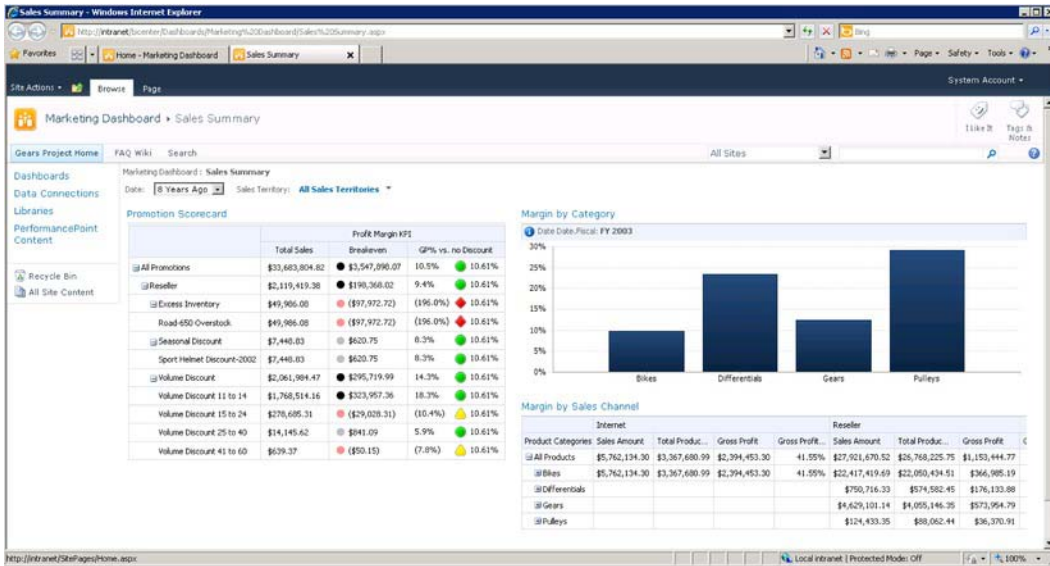 Sales Summary - Windows Internet Explorer
http://intranet/bicenter/Dashboards/Marketing%20Dashboard/Sales%20Summary.aspx
Bing
Favorites
Home - Marketing Dashboard
Sales Summary
Page
Safety
Tools
System Account
Site Actions
Browse
Page
Marketing Dashboard Sales Summary
I Like It
Tags & Notes
Gears Project Home
FAQ Wiki
Search
All Sites
Dashboards
Data Connections
Libraries
PerformancePoint
Content
Recycle Bin
All Site Content
Marketing Dashboard : Sales Summary
Date: 8 Years Ago Sales Territory: All Sales Territories
Promotion Scorecard
Profit Margin KPI
Total Sales Breakeven GP% vs. no Discount
All Promotions $33,683,804.82 $3,547,890.07 10.5% 10.61%
Reseller $2,119,419.38 $198,368.02 9.4% 10.61%
Excess Inventory $49,986.08 ($97,972.72) (196.0%) 10.61%
Road-650 Overstock $49,986.08 ($97,972.72) (196.0%) 10.61%
Seasonal Discount $7,448.83 $620.75 8.3% 10.61%
Sport Helmet Discount-2002 $7,448.83 $620.75 8.3% 10.61%
Volume Discount $2,061,984.47 $295,719.99 14.3% 10.61%
Volume Discount 11 to 14 $1,768,514.16 $323,957.36 18.3% 10.61%
Volume Discount 15 to 24 $278,685.31 ($29,028.31) (10.4%) 10.61%
Volume Discount 25 to 40 $14,145.62 $841.09 5.9% 10.61%
Volume Discount 41 to 60 $639.37 ($50.15) (7.8%) 10.61%
Margin by Category
Date Date.Fiscal: FY 2003
30%
25%
20%
15%
10%
5%
0%
Bikes Differentials Gears Pulleys
Margin by Sales Channel
Internet Reseller
Product Categories Sales Amount Total Produc... Gross Profit Gross Profit... Sales Amount Total Produc... Gross Profit
All Products $5,762,134.30 $3,367,680.99 $2,394,453.30 41.55% $27,921,670.52 $26,768,225.75 $1,153,444.77
Bikes $5,762,134.30 $3,367,680.99 $2,394,453.30 41.55% $22,417,419.69 $22,050,434.51 $366,985.19
Differentials $750,716.33 $574,582.45 $176,133.88
Gears $4,629,101.14 $4,055,146.35 $573,954.79
Pulleys $124,433.35 $88,062.44 $36,370.91
http://intranet/SitePages/Home.aspx
Local intranet | Protected Mode: Off
100%